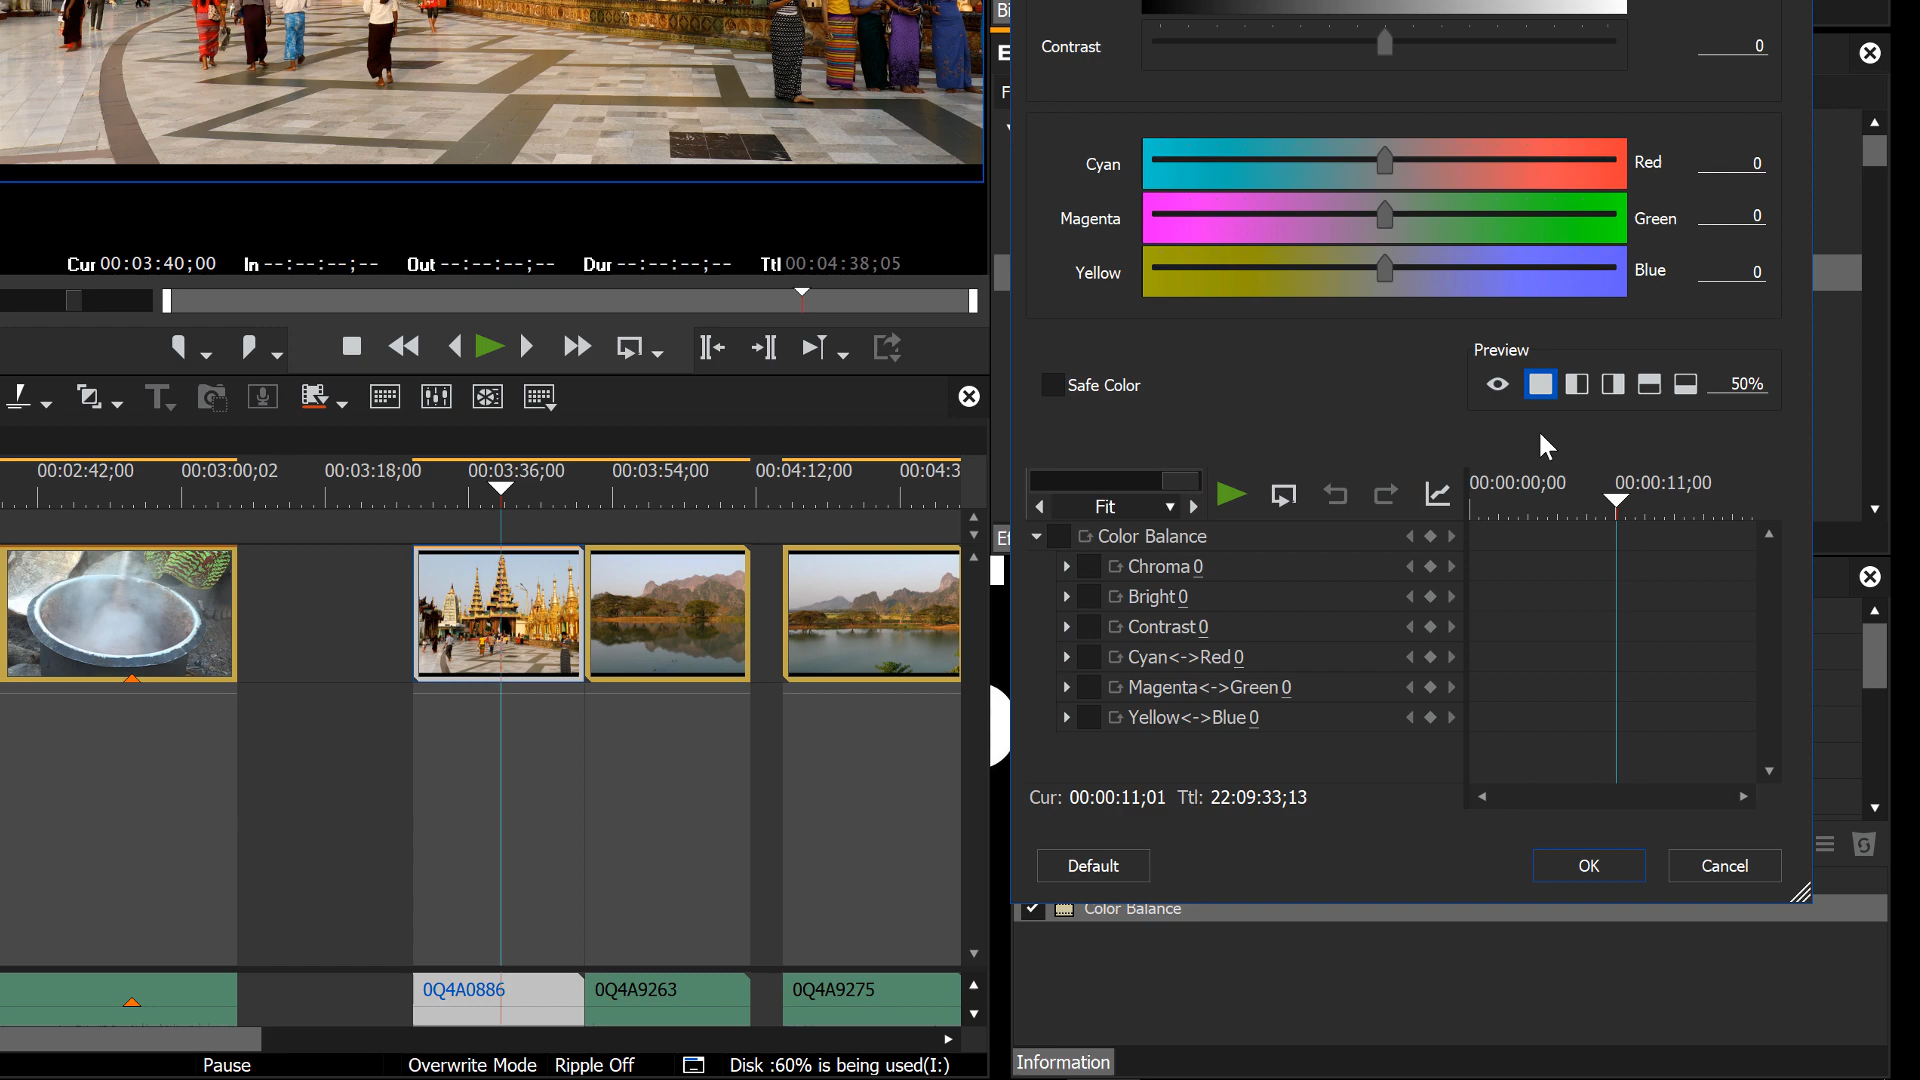 Bi
Contrast 0
E
F
Cyan Red 0
Magenta Green 0
Yellow Blue 0
Cur 00:03:40;00 In --:--:--;-- Out --:--:--;-- Dur --:--:--;-- Ttl 00:04:38;05
Preview
Safe Color
50%
00:02:42;00 00:03:00;02 00:03:18;00 00:03:36;00 00:03:54;00 00:04:12;00 00:04:3
00:00:00;00 00:00:11;00
Fit
Ef
Color Balance
Chroma 0
Bright 0
Contrast 0
Cyan<->Red 0
Magenta<->Green 0
Yellow<->Blue 0
Cur: 00:00:11;01 Ttl: 22:09:33;13
Default OK Cancel
Color Balance
0Q4A0886 0Q4A9263 0Q4A9275
Pause Overwrite Mode Ripple Off Disk :60% is being used(I:)
Information